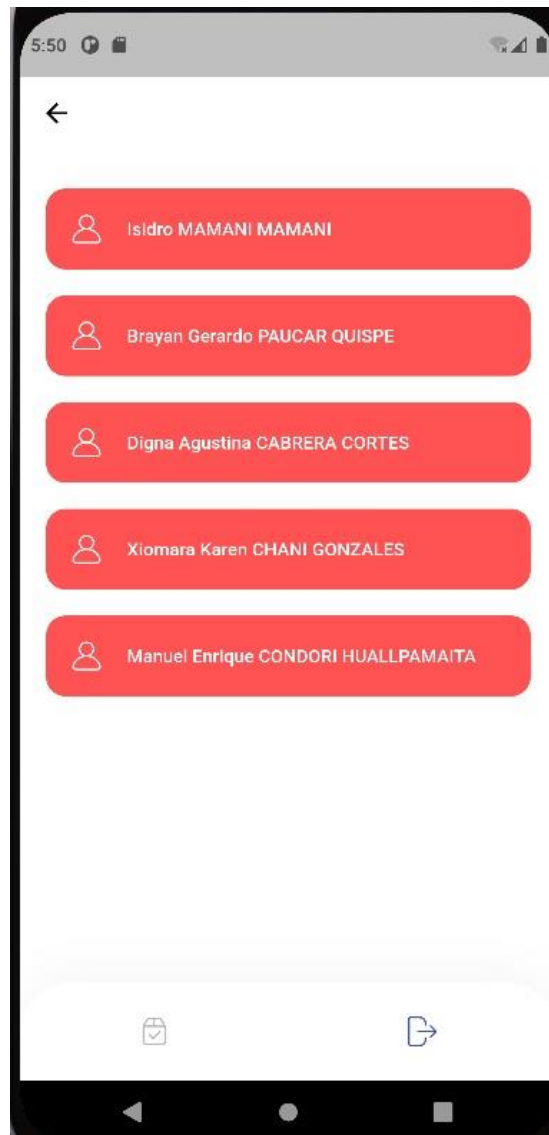 5:50
Isidro MAMANI MAMANI
Brayan Gerardo PAUCAR QUISPE
Digna Agustina CABRERA CORTES
Xiomara Karen CHANI GONZALES
Manuel Enrique CONDORI HUALLPAMAITA